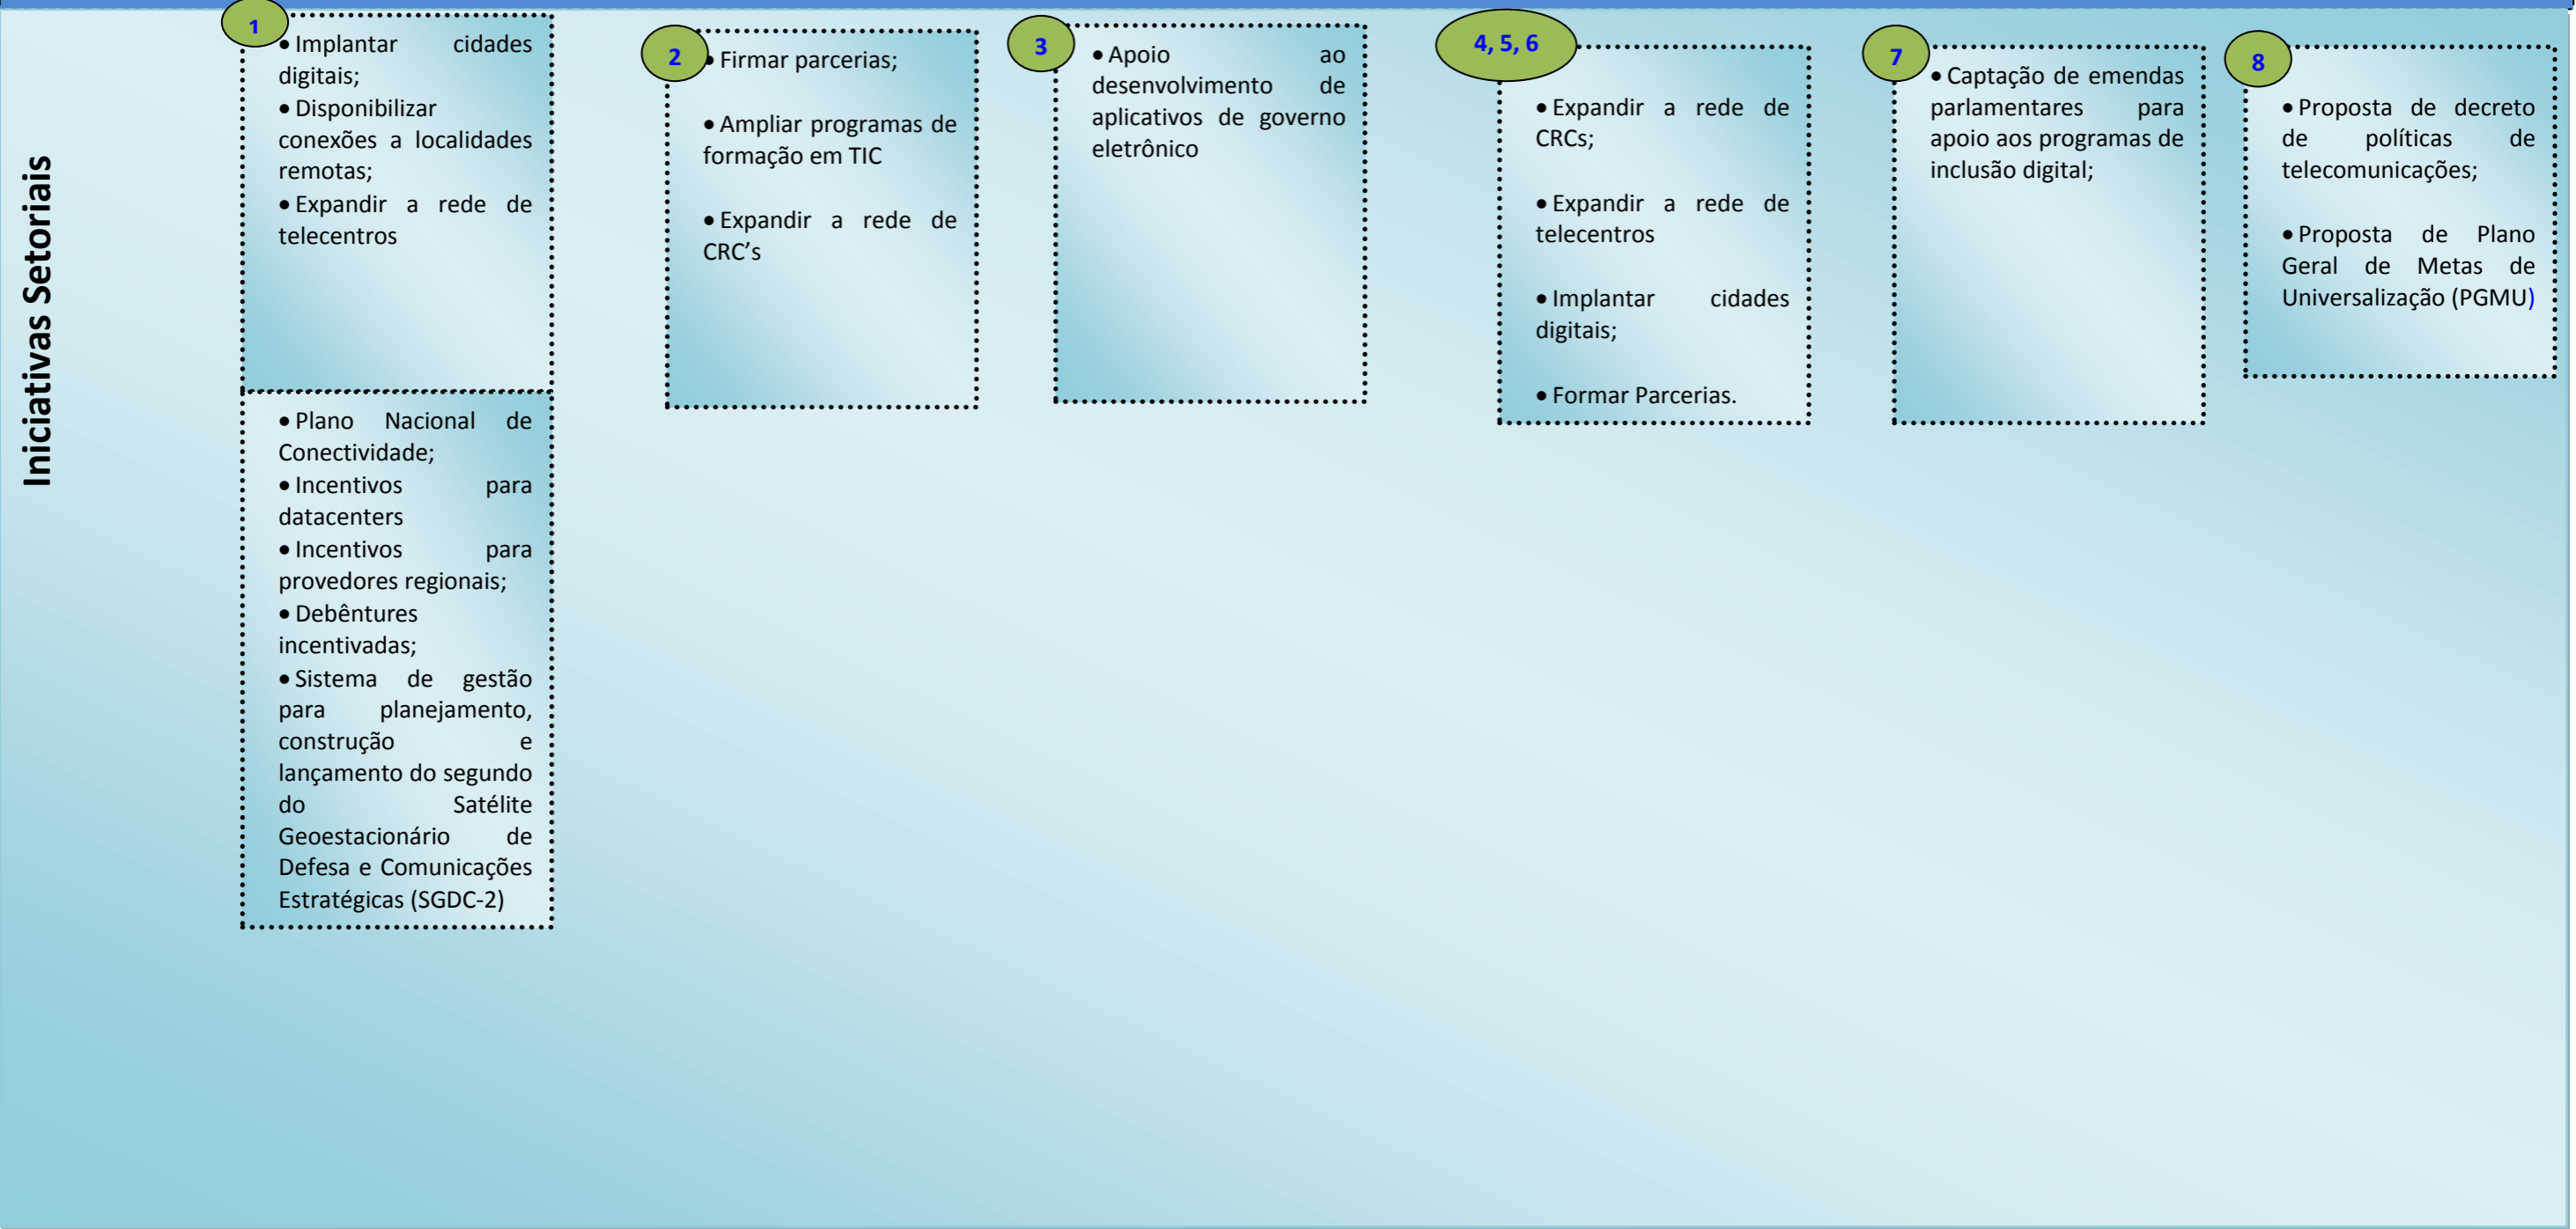 Iniciativas Setoriais
1
• Implantar cidades
digitais;
• Disponibilizar
conexões a localidades
remotas;
• Expandir a rede de
telecentros
• Plano Nacional de
Conectividade;
• Incentivos para
datacenters
• Incentivos para
provedores regionais;
• Debêntures
incentivadas;
• Sistema de gestão
para planejamento,
construção e
lançamento do segundo
do Satélite
Geoestacionário de
Defesa e Comunicações
Estratégicas (SGDC-2)
2
• Firmar parcerias;
• Ampliar programas de
formação em TIC
• Expandir a rede de
CRC’s
3
• Apoio ao
desenvolvimento de
aplicativos de governo
eletrônico
4, 5, 6
• Expandir a rede de
CRCs;
• Expandir a rede de
telecentros
• Implantar cidades
digitais;
• Formar Parcerias.
7
• Captação de emendas
parlamentares para
apoio aos programas de
inclusão digital;
8
• Proposta de decreto
de políticas de
telecomunicações;
• Proposta de Plano
Geral de Metas de
Universalização (PGMU)